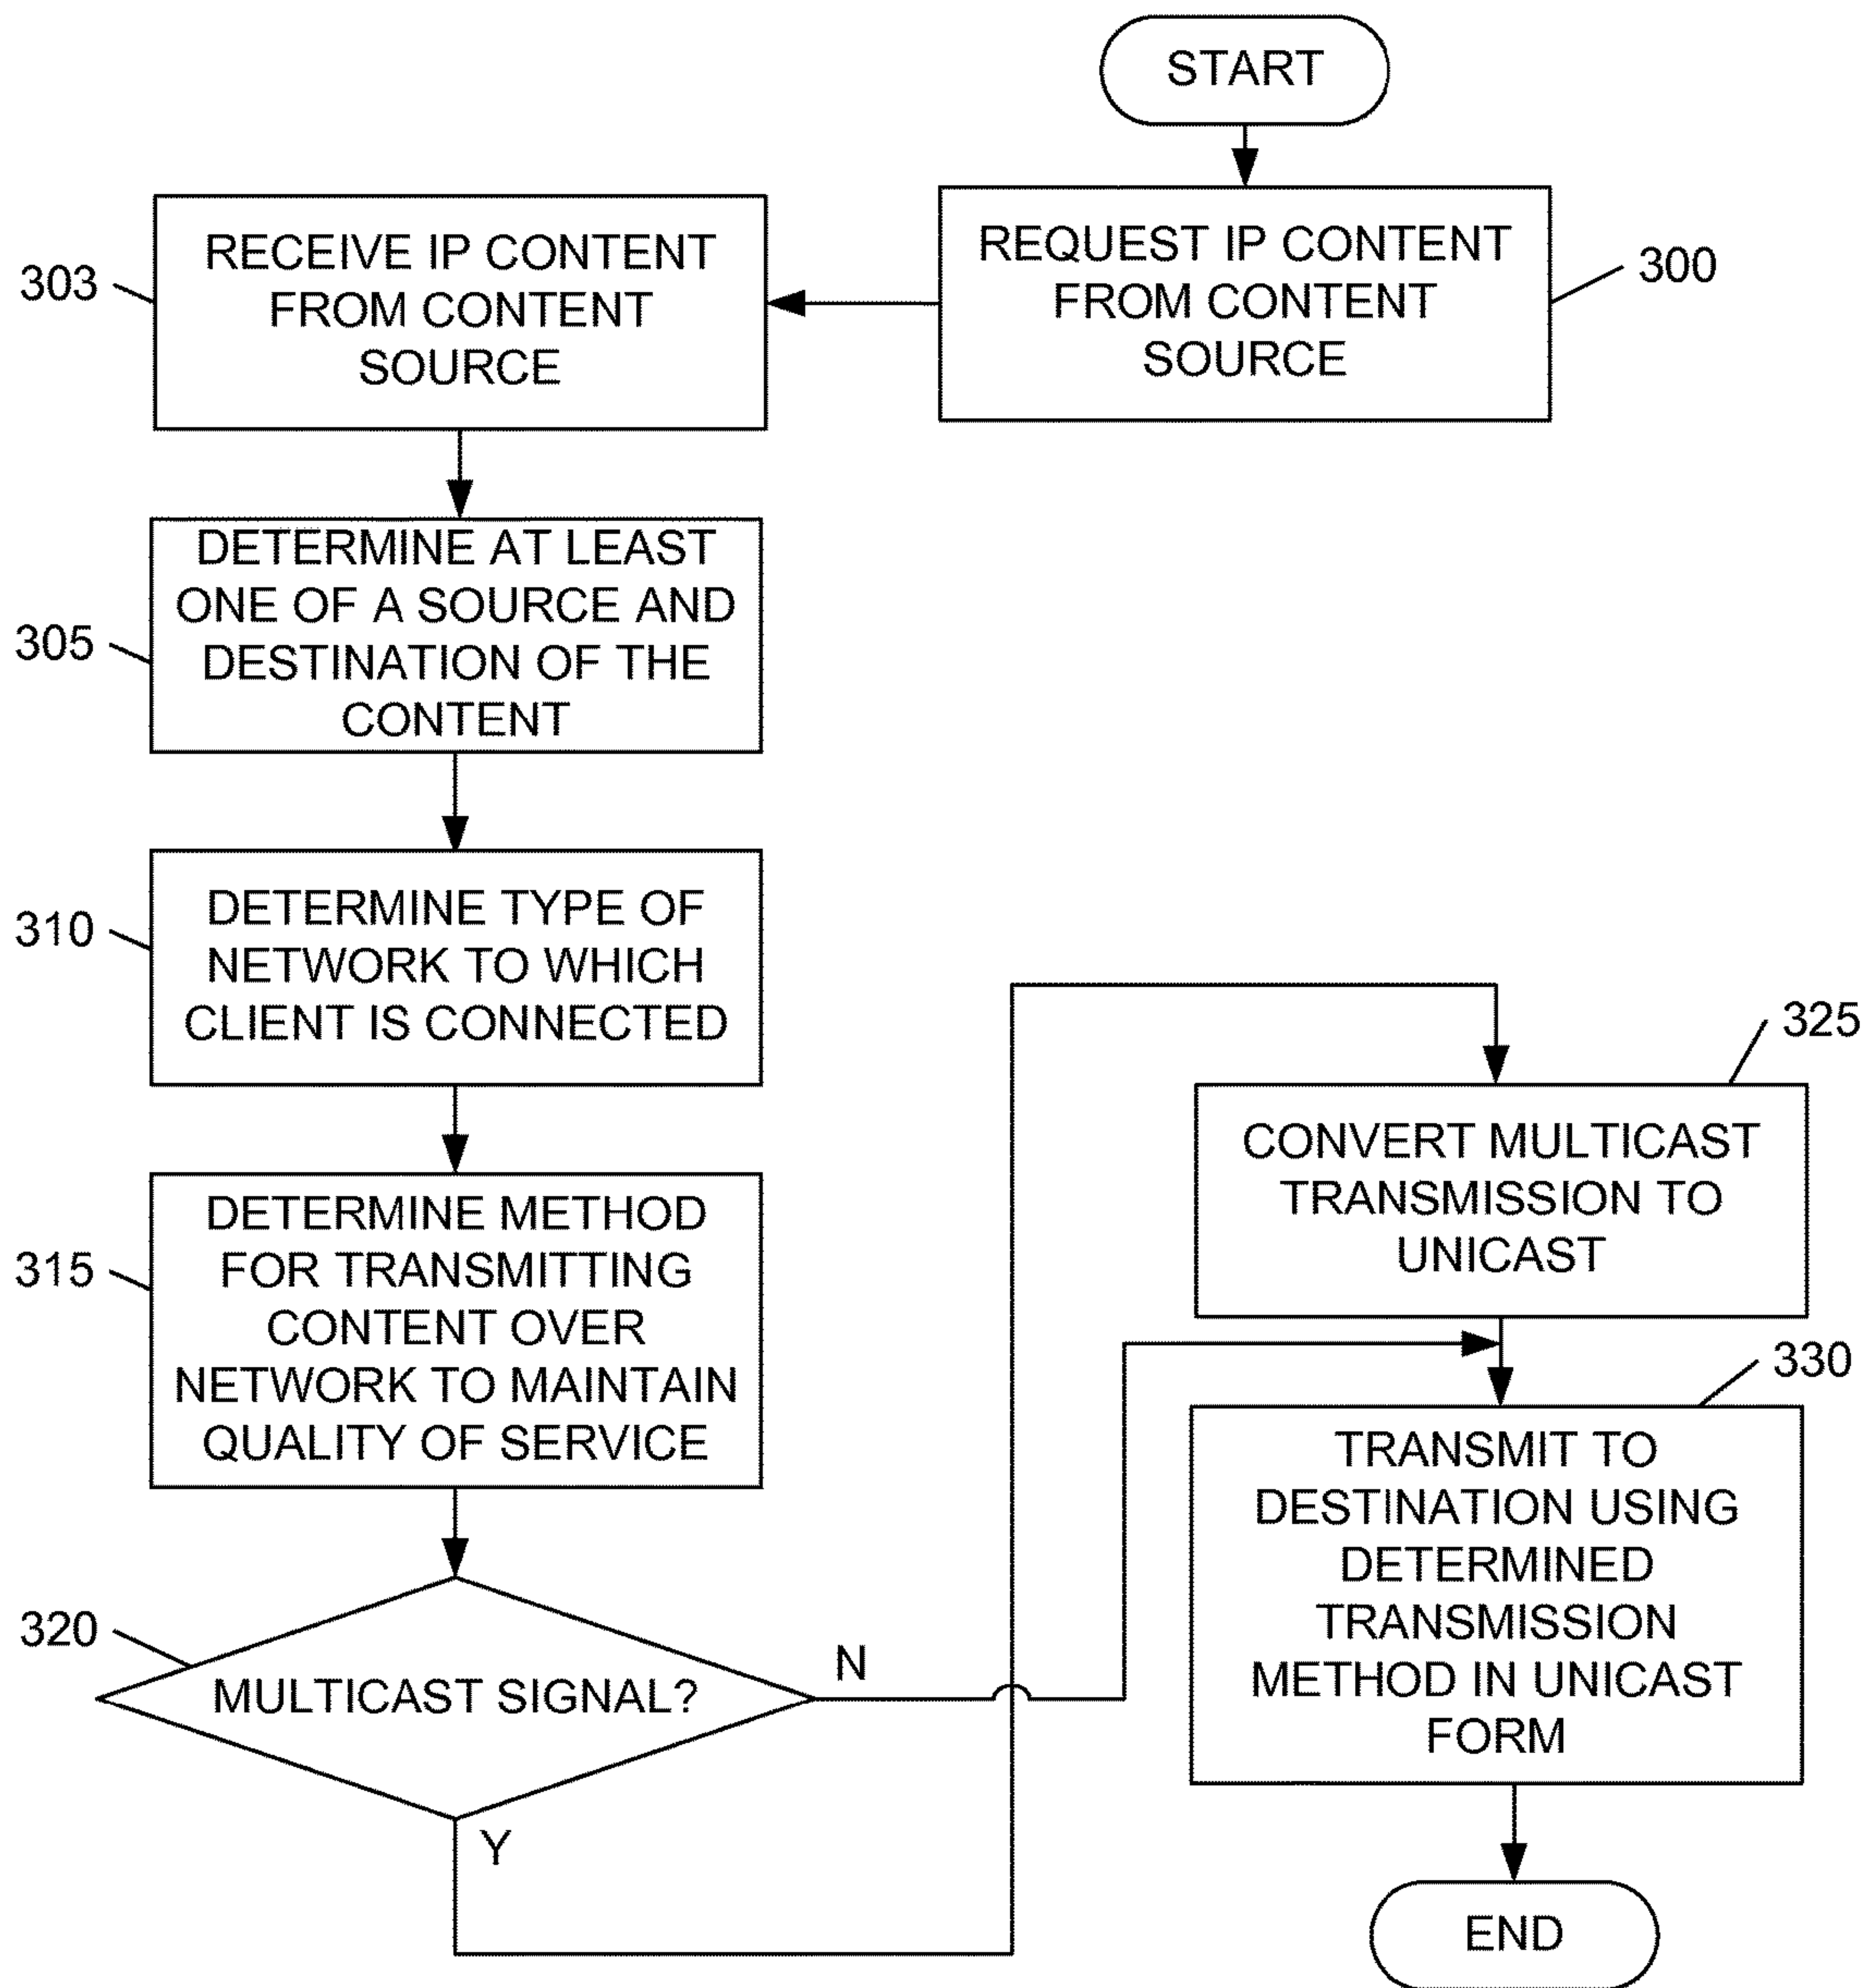 START
REQUEST IP CONTENT
FROM CONTENT
SOURCE
300
RECEIVE IP CONTENT
FROM CONTENT
SOURCE
303
DETERMINE AT LEAST
ONE OF A SOURCE AND
DESTINATION OF THE
CONTENT
305
DETERMINE TYPE OF
NETWORK TO WHICH
CLIENT IS CONNECTED
310
DETERMINE METHOD
FOR TRANSMITTING
CONTENT OVER
NETWORK TO MAINTAIN
QUALITY OF SERVICE
315
MULTICAST SIGNAL?
320
N
Y
CONVERT MULTICAST
TRANSMISSION TO
UNICAST
325
TRANSMIT TO
DESTINATION USING
DETERMINED
TRANSMISSION
METHOD IN UNICAST
FORM
330
END